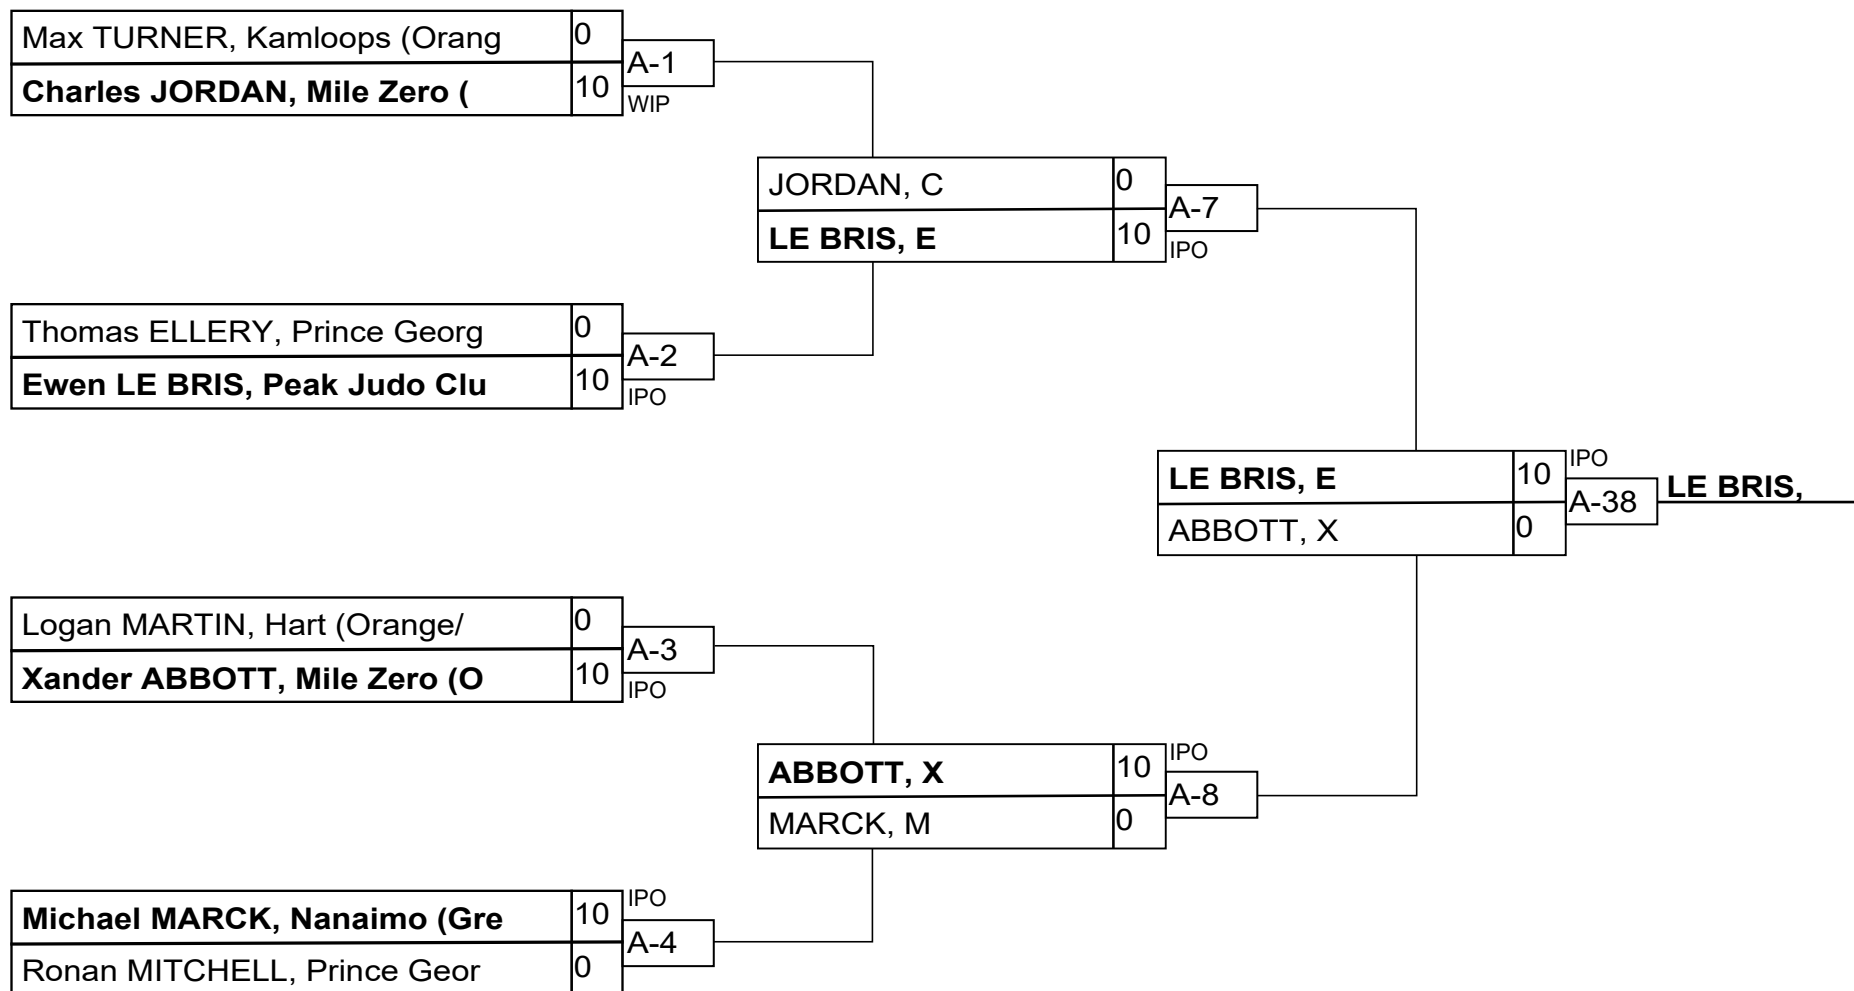 Max TURNER, Kamloops (Orang 0
A-1
Charles JORDAN, Mile Zero ( 10
WIP
JORDAN, C 0
A-7
LE BRIS, E 10
IPO
Thomas ELLERY, Prince Georg 0
A-2
Ewen LE BRIS, Peak Judo Clu 10
IPO
LE BRIS, E 10
IPO
A-38
LE BRIS,
ABBOTT, X 0
Logan MARTIN, Hart (Orange/ 0
A-3
Xander ABBOTT, Mile Zero (O 10
IPO
ABBOTT, X 10
IPO
A-8
MARCK, M 0
Michael MARCK, Nanaimo (Gre 10
IPO
A-4
Ronan MITCHELL, Prince Geor 0